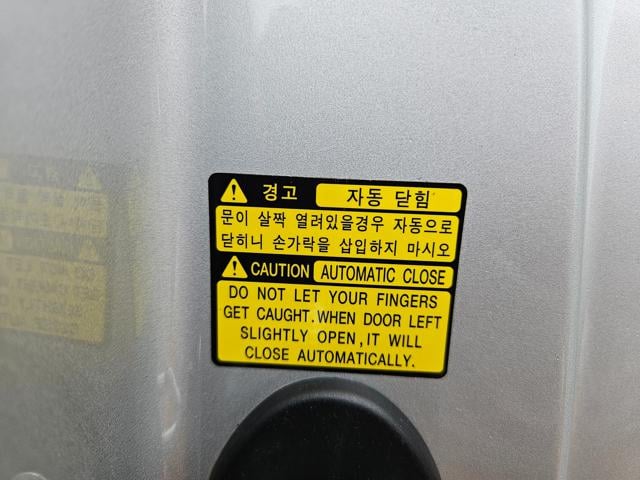 경고 자동 닫힘
문이 살짝 열려있을경우 자동으로
닫히니 손가락을 삽입하지 마시오
CAUTION AUTOMATIC CLOSE
DO NOT LET YOUR FINGERS
GET CAUGHT.WHEN DOOR LEFT
SLIGHTLY OPEN,IT WILL
CLOSE AUTOMATICALLY.